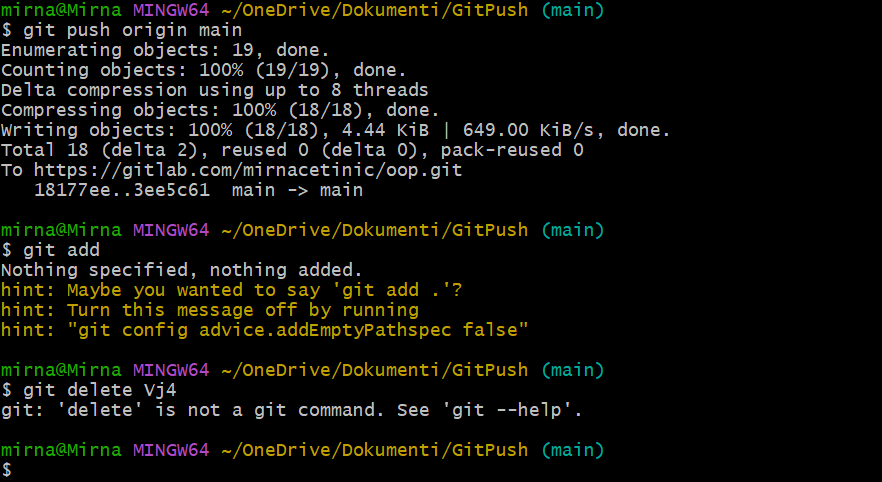 mirna@Mirna MINGW64 ~/OneDrive/Dokumenti/GitPush (main)
$ git push origin main
Enumerating objects: 19, done.
Counting objects: 100% (19/19), done.
Delta compression using up to 8 threads
Compressing objects: 100% (18/18), done.
Writing objects: 100% (18/18), 4.44 KiB | 649.00 KiB/s, done.
Total 18 (delta 2), reused 0 (delta 0), pack-reused 0
To https://gitlab.com/mirnacetinic/oop.git
   18177ee..3ee5c61  main -> main
mirna@Mirna MINGW64 ~/OneDrive/Dokumenti/GitPush (main)
$ git add
Nothing specified, nothing added.
hint: Maybe you wanted to say 'git add .'?
hint: Turn this message off by running
hint: "git config advice.addEmptyPathspec false"
mirna@Mirna MINGW64 ~/OneDrive/Dokumenti/GitPush (main)
$ git delete Vj4
git: 'delete' is not a git command. See 'git --help'.
mirna@Mirna MINGW64 ~/OneDrive/Dokumenti/GitPush (main)
$